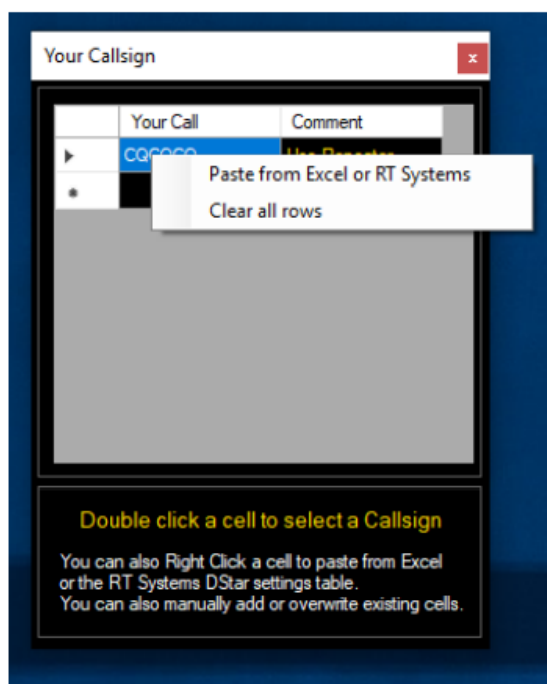 Your Callsign
x
Your Call Comment
CQCQCQ Use Repeater
Paste from Excel or RT Systems
Clear all rows
Double click a cell to select a Callsign
You can also Right Click a cell to paste from Excel
or the RT Systems DStar settings table.
You can also manually add or overwrite existing cells.